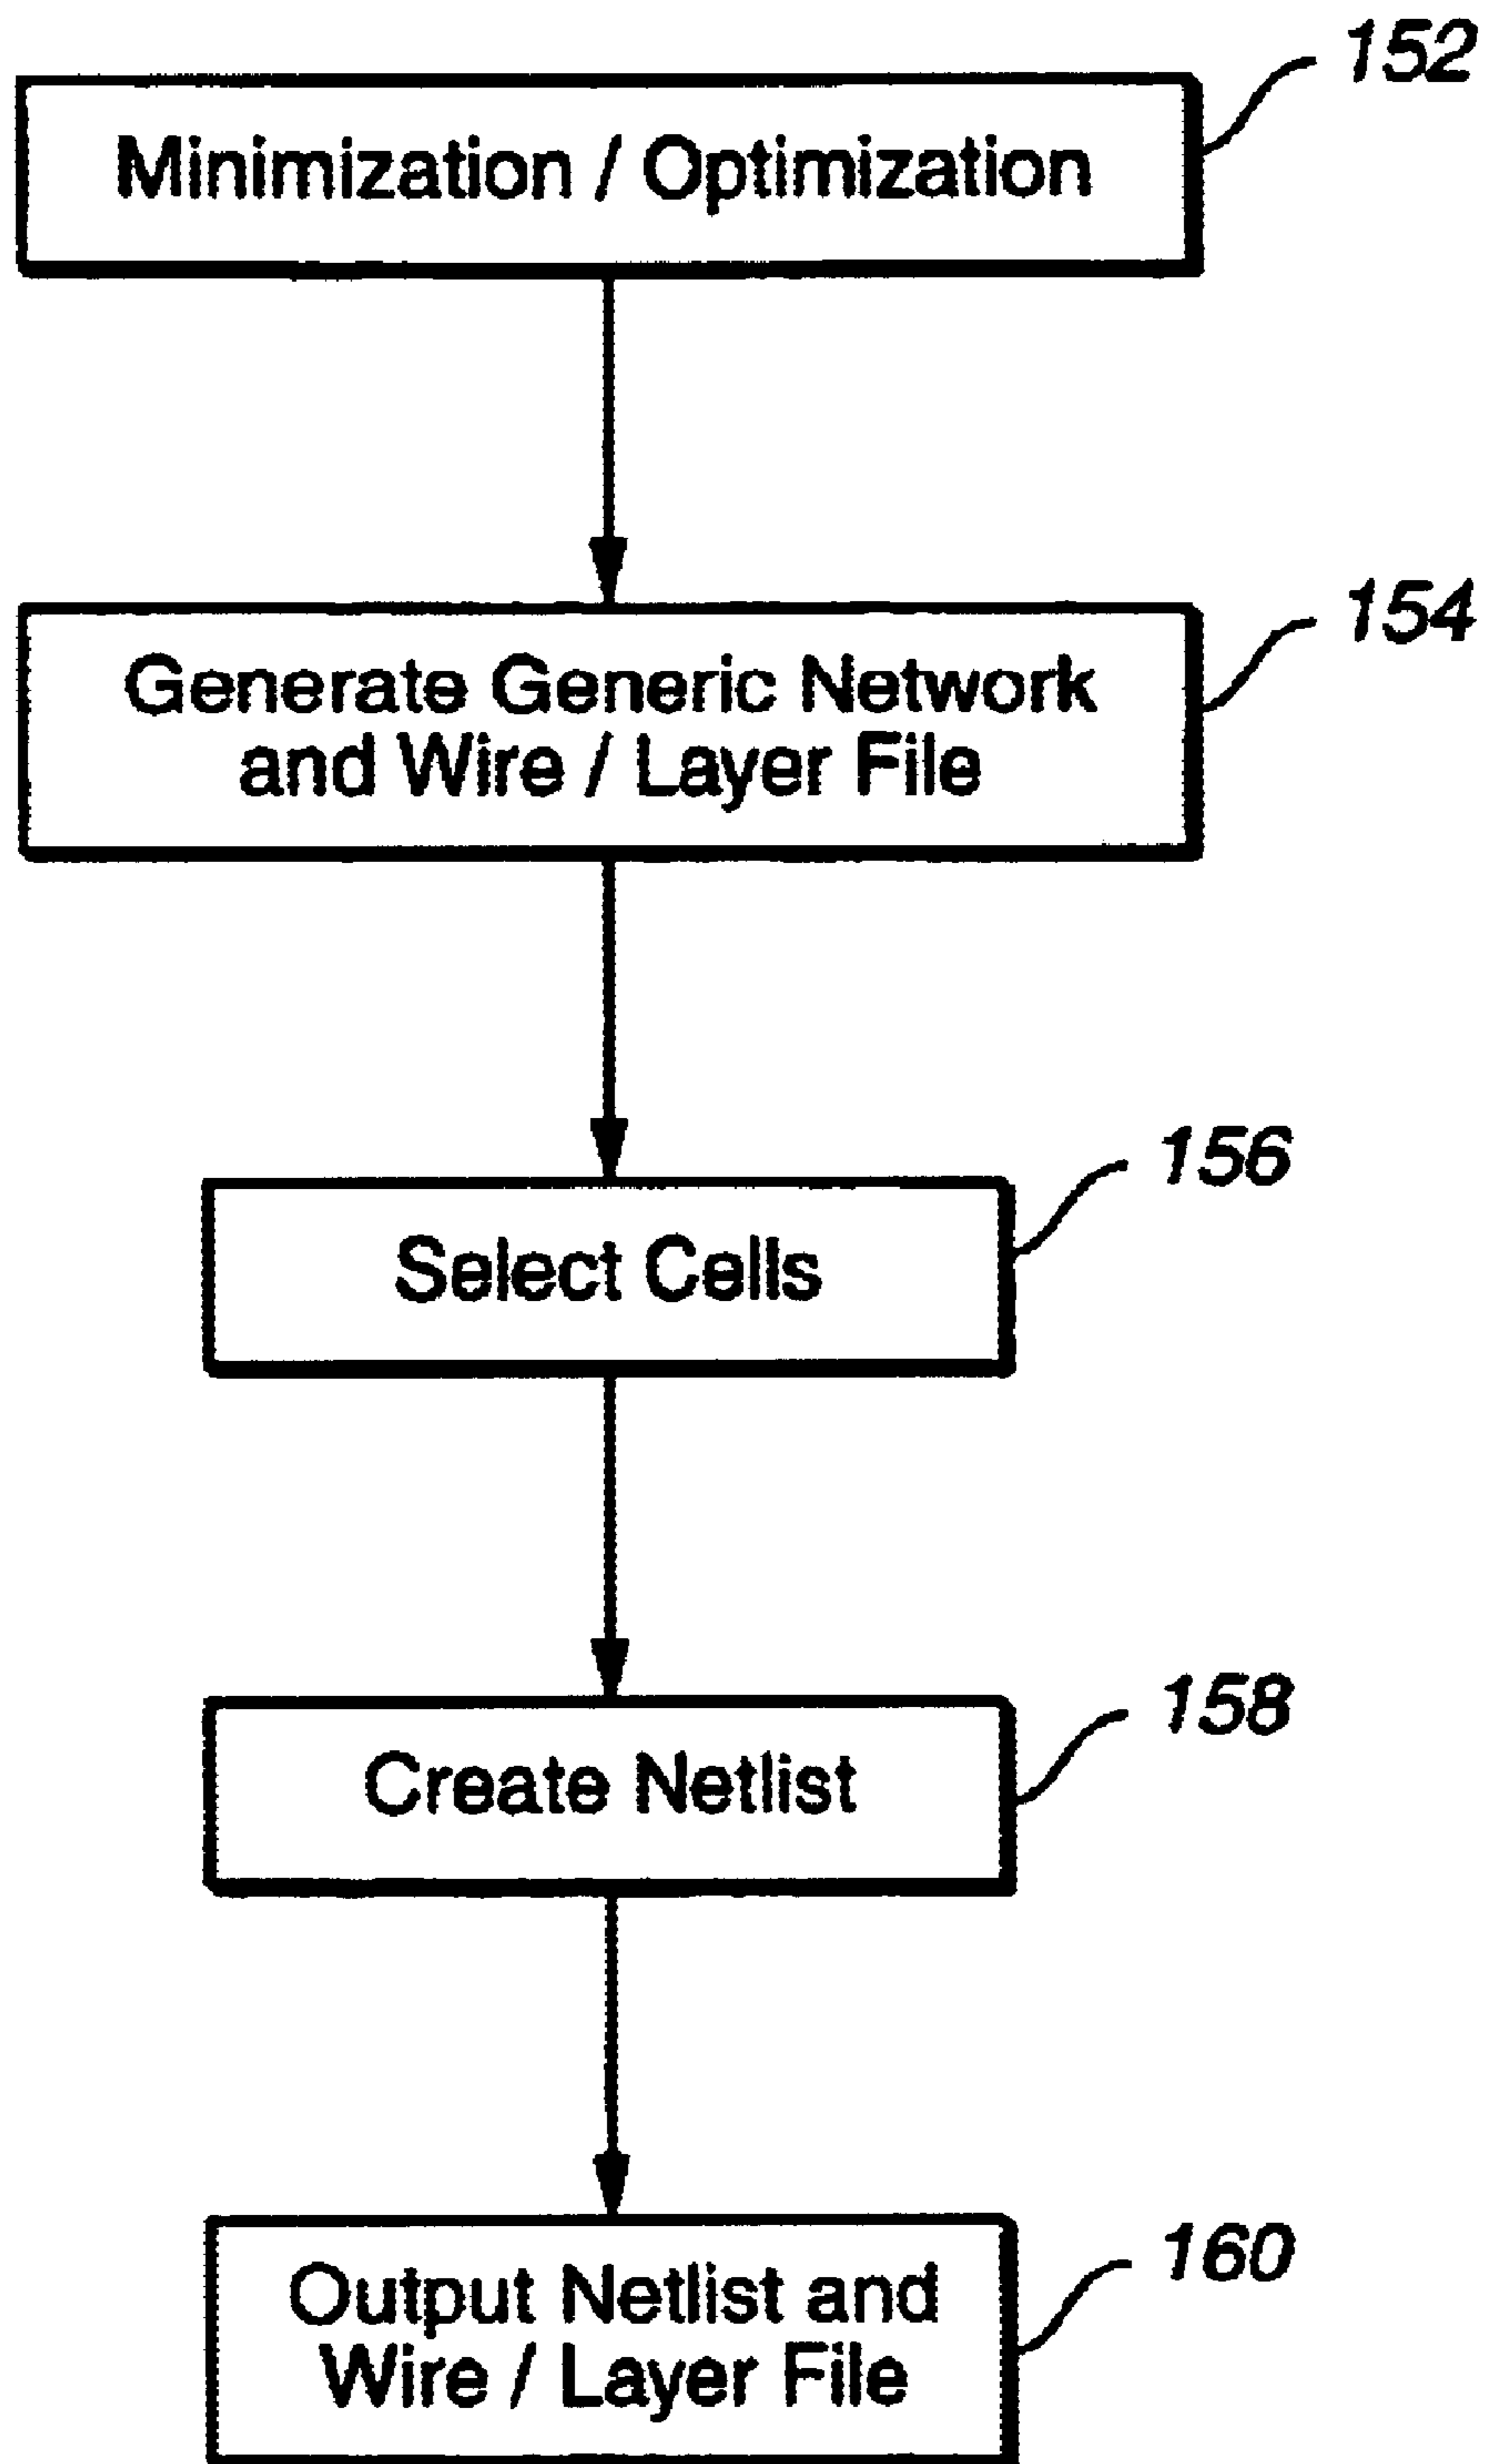 152
Minimization / Optimization
154
Generate Generic Network
and Wire / Layer File
156
Select Cells
158
Create Netlist
160
Output Netlist and
Wire / Layer File